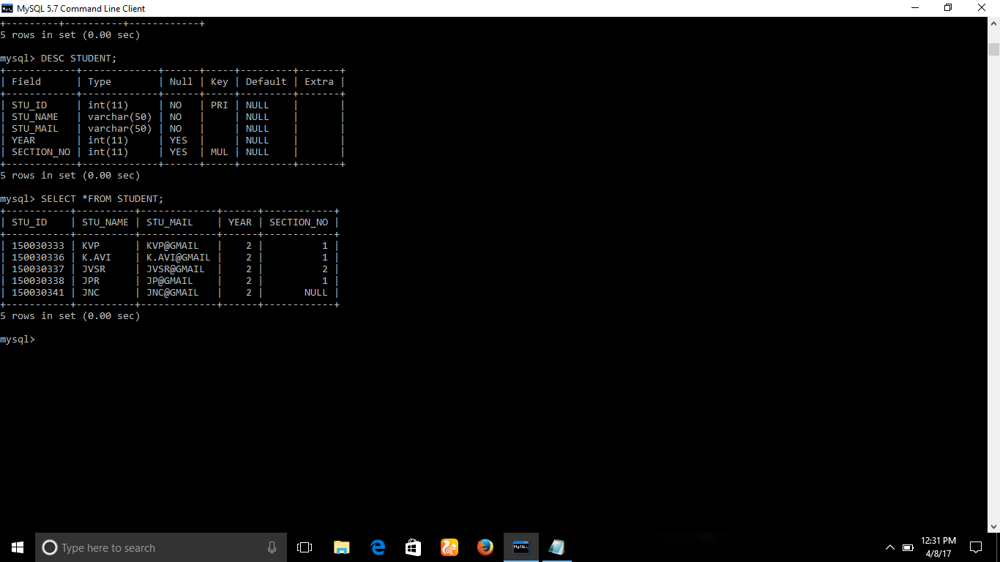 MySQL 5.7 Command Line Client
+---------+----------+------------+
5 rows in set (0.00 sec)
mysql> DESC STUDENT;
+------------+-------------+------+-----+---------+-------+
| Field      | Type        | Null | Key | Default | Extra |
+------------+-------------+------+-----+---------+-------+
| STU_ID     | int(11)     | NO   | PRI | NULL    |       |
| STU_NAME   | varchar(50) | NO   |     | NULL    |       |
| STU_MAIL   | varchar(50) | NO   |     | NULL    |       |
| YEAR       | int(11)     | YES  |     | NULL    |       |
| SECTION_NO | int(11)     | YES  | MUL | NULL    |       |
+------------+-------------+------+-----+---------+-------+
5 rows in set (0.00 sec)
mysql> SELECT *FROM STUDENT;
+-----------+----------+-------------+------+------------+
| STU_ID    | STU_NAME | STU_MAIL    | YEAR | SECTION_NO |
+-----------+----------+-------------+------+------------+
| 150030333 | KVP      | KVP@GMAIL   |    2 |          1 |
| 150030336 | K.AVI    | K.AVI@GMAIL |    2 |          1 |
| 150030337 | JVSR     | JVSR@GMAIL  |    2 |          2 |
| 150030338 | JPR      | JP@GMAIL    |    2 |          1 |
| 150030341 | JNC      | JNC@GMAIL   |    2 |       NULL |
+-----------+----------+-------------+------+------------+
5 rows in set (0.00 sec)
mysql>
Type here to search
12:31 PM
4/8/17